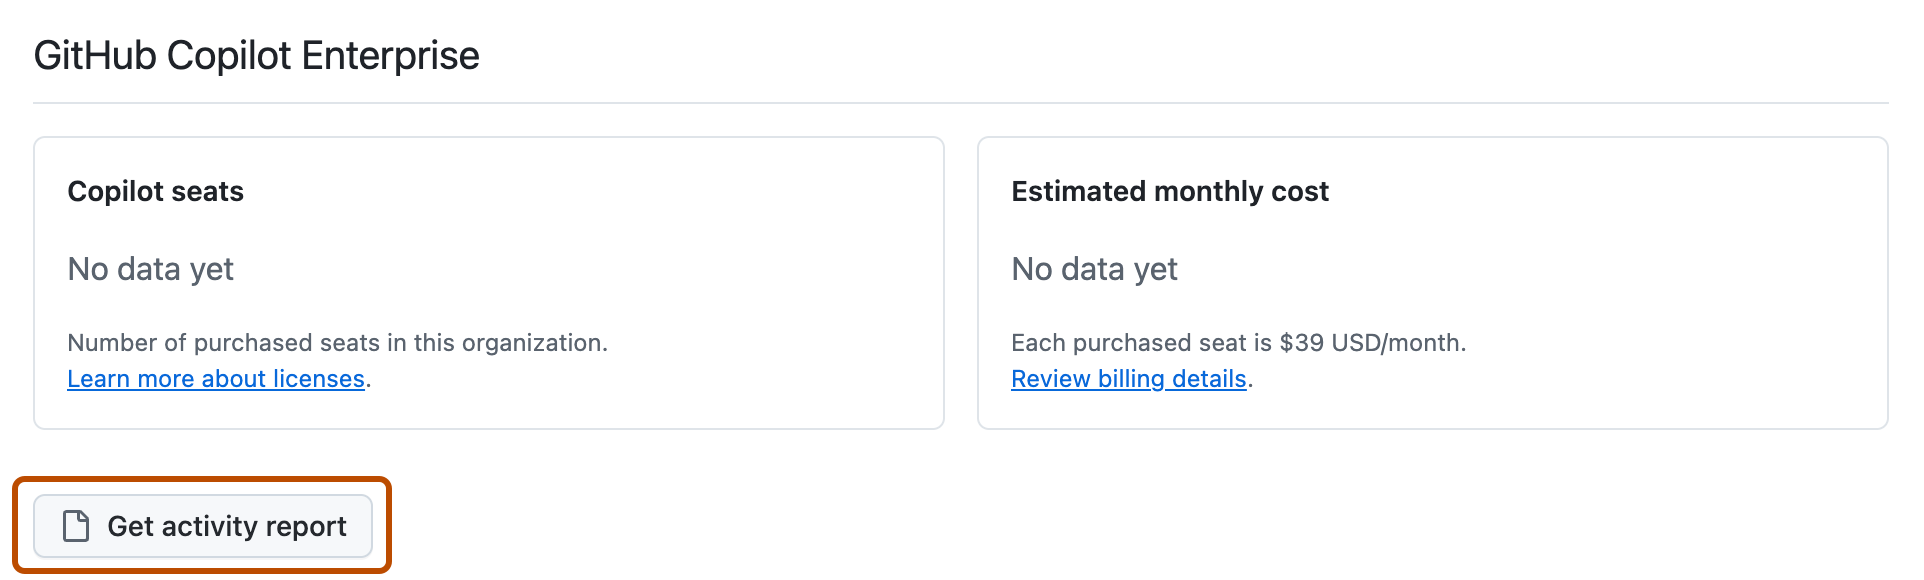 GitHub Copilot Enterprise
Copilot seats
No data yet
Number of purchased seats in this organization.
Learn more about licenses.
Estimated monthly cost
No data yet
Each purchased seat is $39 USD/month.
Review billing details.
Get activity report